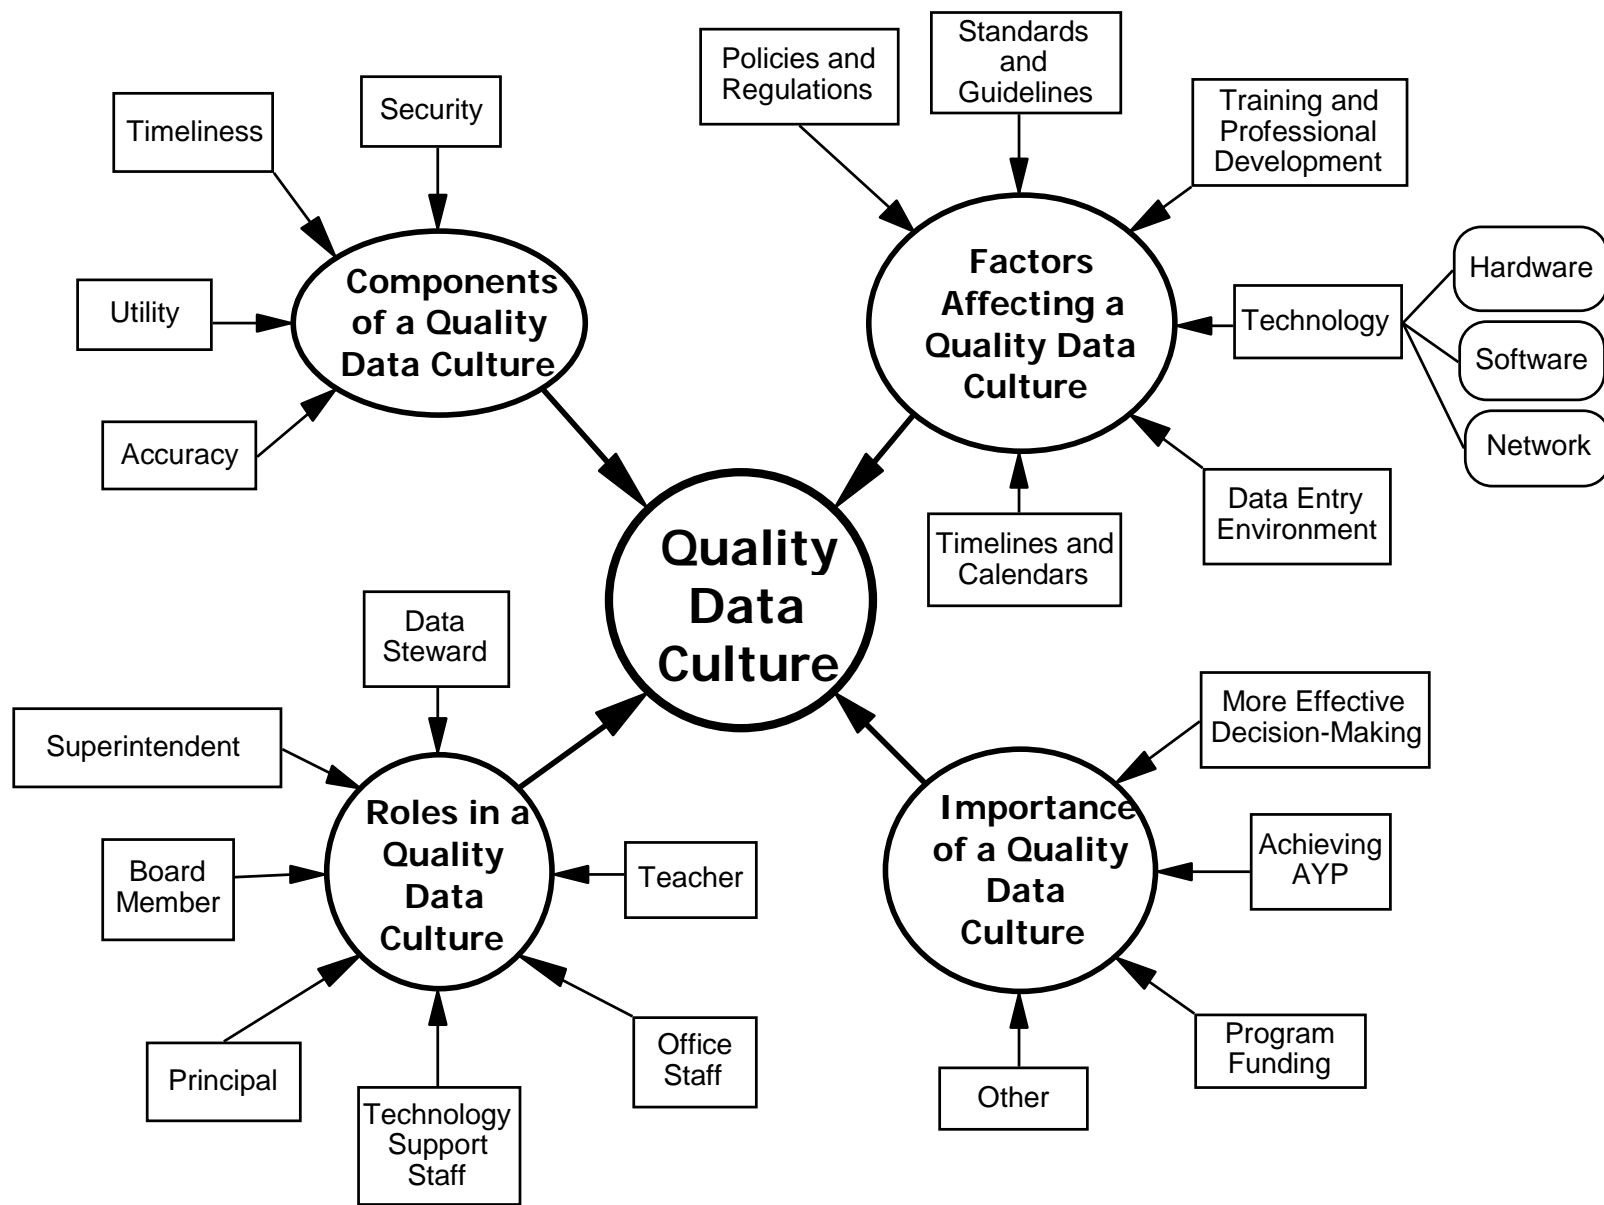 Timeliness
Security
Utility
Accuracy
Components
of a Quality
Data Culture
Policies and
Regulations
Standards
and
Guidelines
Training and
Professional
Development
Factors
Affecting a
Quality Data
Culture
Technology
Hardware
Software
Network
Data Entry
Environment
Timelines and
Calendars
Quality
Data
Culture
Data
Steward
Superintendent
Board
Member
Principal
Technology
Support
Staff
Office
Staff
Teacher
Roles in a
Quality
Data
Culture
More Effective
Decision-Making
Achieving
AYP
Program
Funding
Other
Importance
of a Quality
Data
Culture